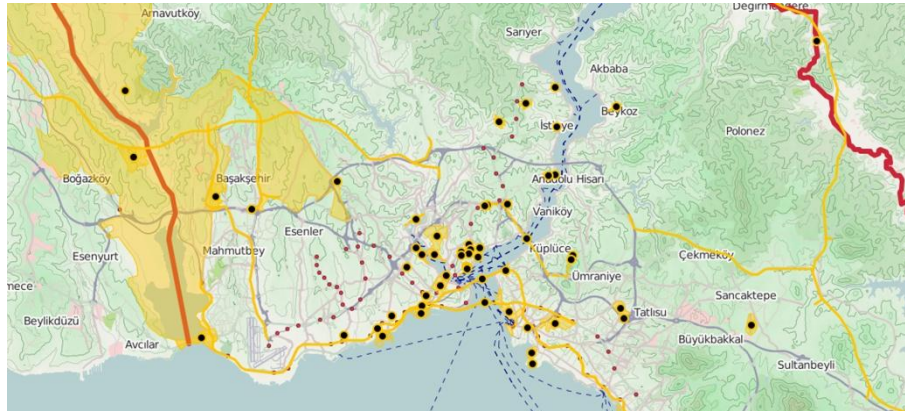 Arnavutköy
Değirmendere
Sarıyer
Akbaba
Beykoz
İstinye
Polonez
Boğazköy
Başakşehir
Anadolu Hisarı
Vaniköy
Esenler
Mahmutbey
Küplüce
Esenyurt
Çekmeköy
Ümraniye
mece
Sancaktepe
Beylikdüzü
Tatlısu
Avcılar
Büyükbakkal
Sultanbeyli